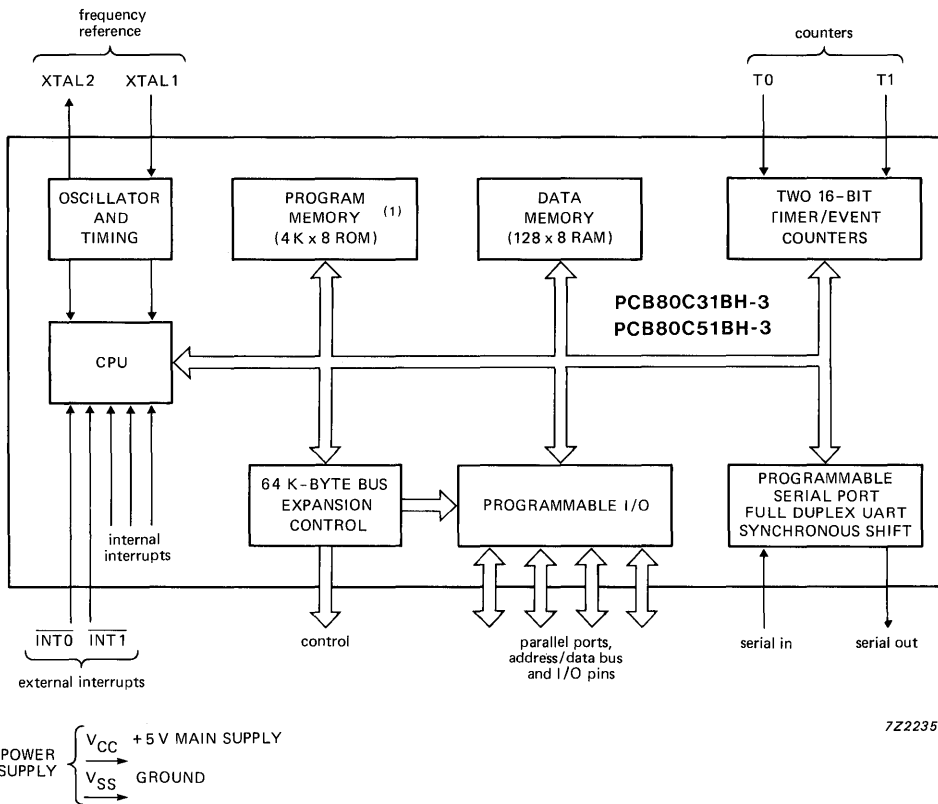 frequency
reference
counters
XTAL2 XTAL1
T0 T1
OSCILLATOR
AND
TIMING
PROGRAM
MEMORY (1)
(4K x 8 ROM)
DATA
MEMORY
(128 x 8 RAM)
TWO 16-BIT
TIMER/EVENT
COUNTERS
PCB80C31BH-3
PCB80C51BH-3
CPU
64 K-BYTE BUS
EXPANSION
CONTROL
PROGRAMMABLE I/O
PROGRAMMABLE
SERIAL PORT
FULL DUPLEX UART
SYNCHRONOUS SHIFT
internal
interrupts
INT0 INT1
external interrupts
control
parallel ports,
address/data bus
and I/O pins
serial in
serial out
7Z2235
POWER
SUPPLY
VCC +5 V MAIN SUPPLY
VSS GROUND